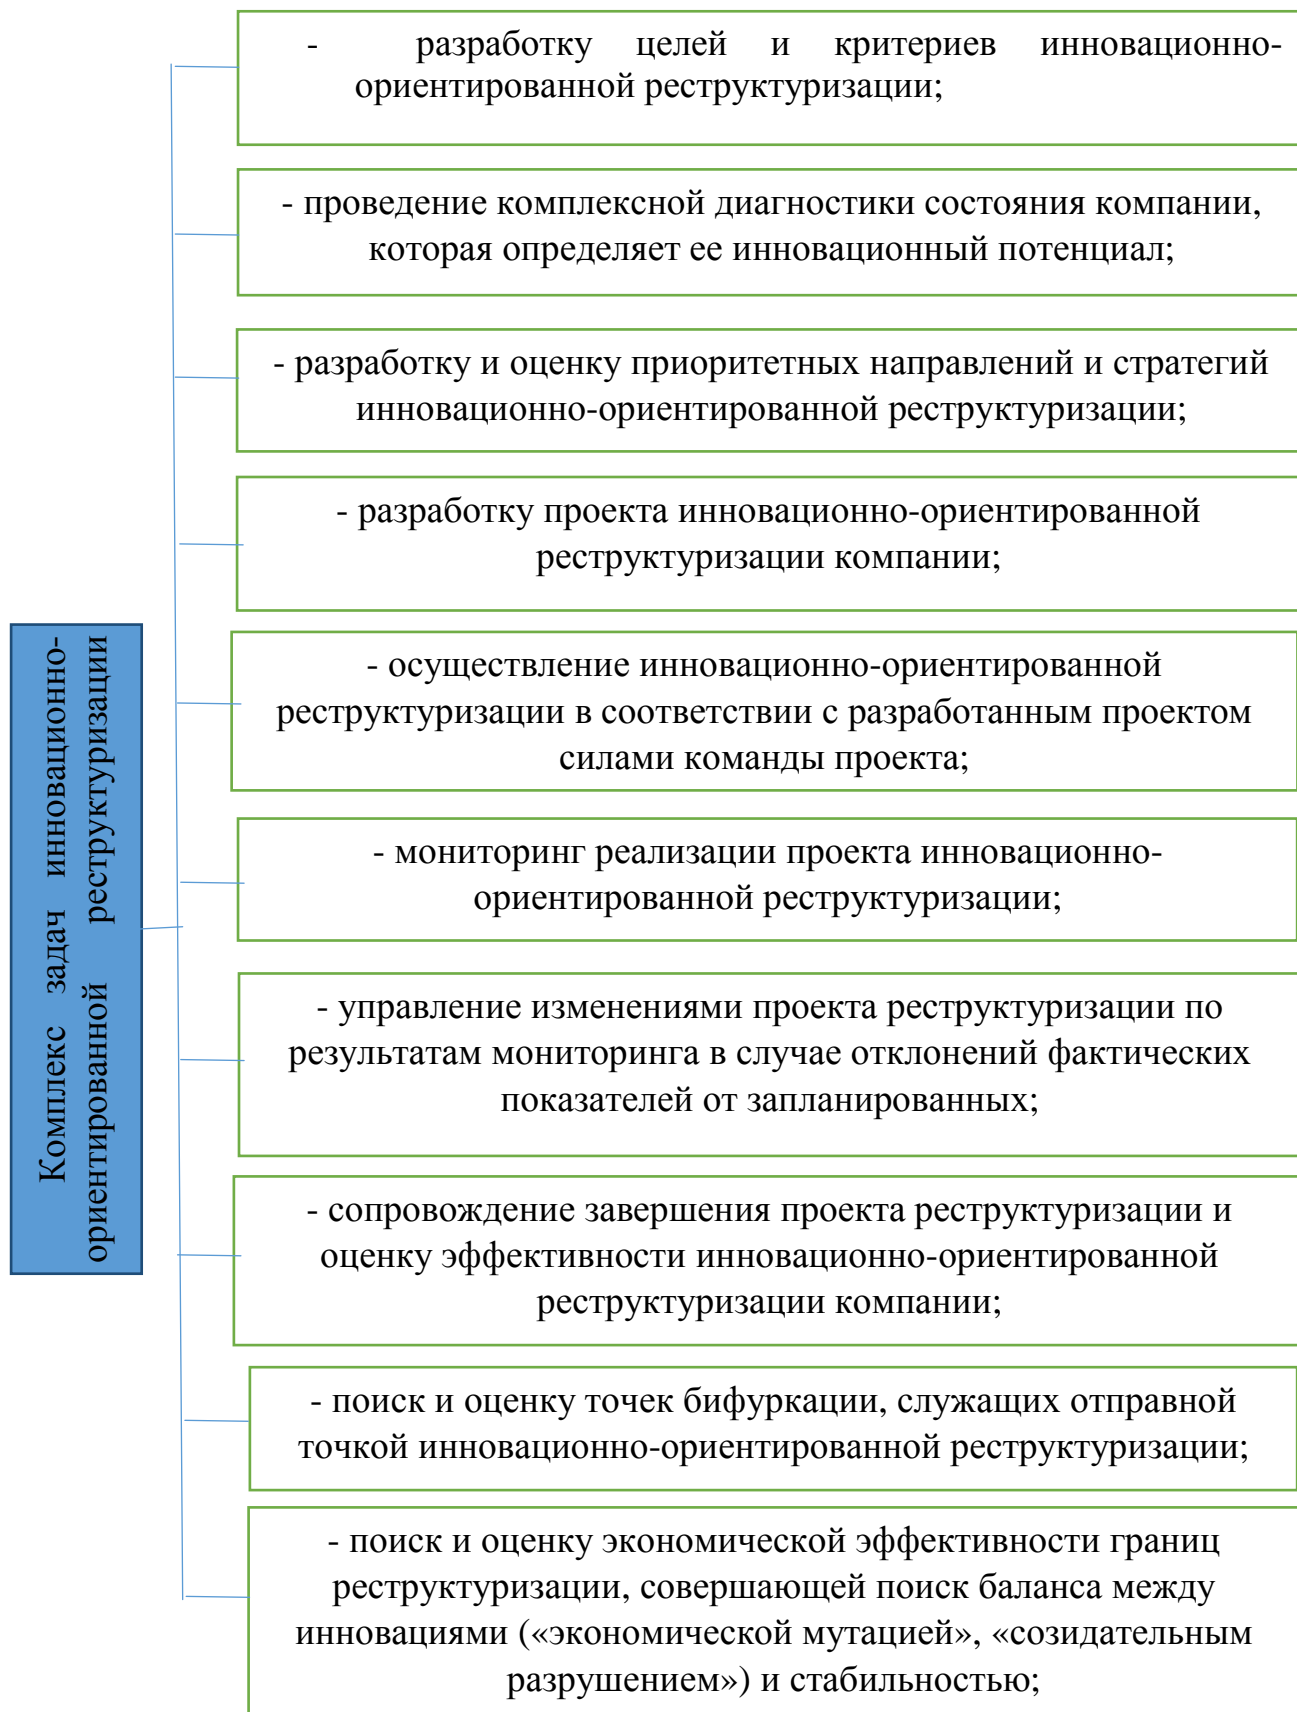 - разработку целей и критериев инновационно-
ориентированной реструктуризации;
- проведение комплексной диагностики состояния компании,
которая определяет ее инновационный потенциал;
- разработку и оценку приоритетных направлений и стратегий
инновационно-ориентированной реструктуризации;
- разработку проекта инновационно-ориентированной
реструктуризации компании;
Комплекс задач инновационно-
ориентированной реструктуризации
- осуществление инновационно-ориентированной
реструктуризации в соответствии с разработанным проектом
силами команды проекта;
- мониторинг реализации проекта инновационно-
ориентированной реструктуризации;
- управление изменениями проекта реструктуризации по
результатам мониторинга в случае отклонений фактических
показателей от запланированных;
- сопровождение завершения проекта реструктуризации и
оценку эффективности инновационно-ориентированной
реструктуризации компании;
- поиск и оценку точек бифуркации, служащих отправной
точкой инновационно-ориентированной реструктуризации;
- поиск и оценку экономической эффективности границ
реструктуризации, совершающей поиск баланса между
инновациями («экономической мутацией», «созидательным
разрушением») и стабильностью;